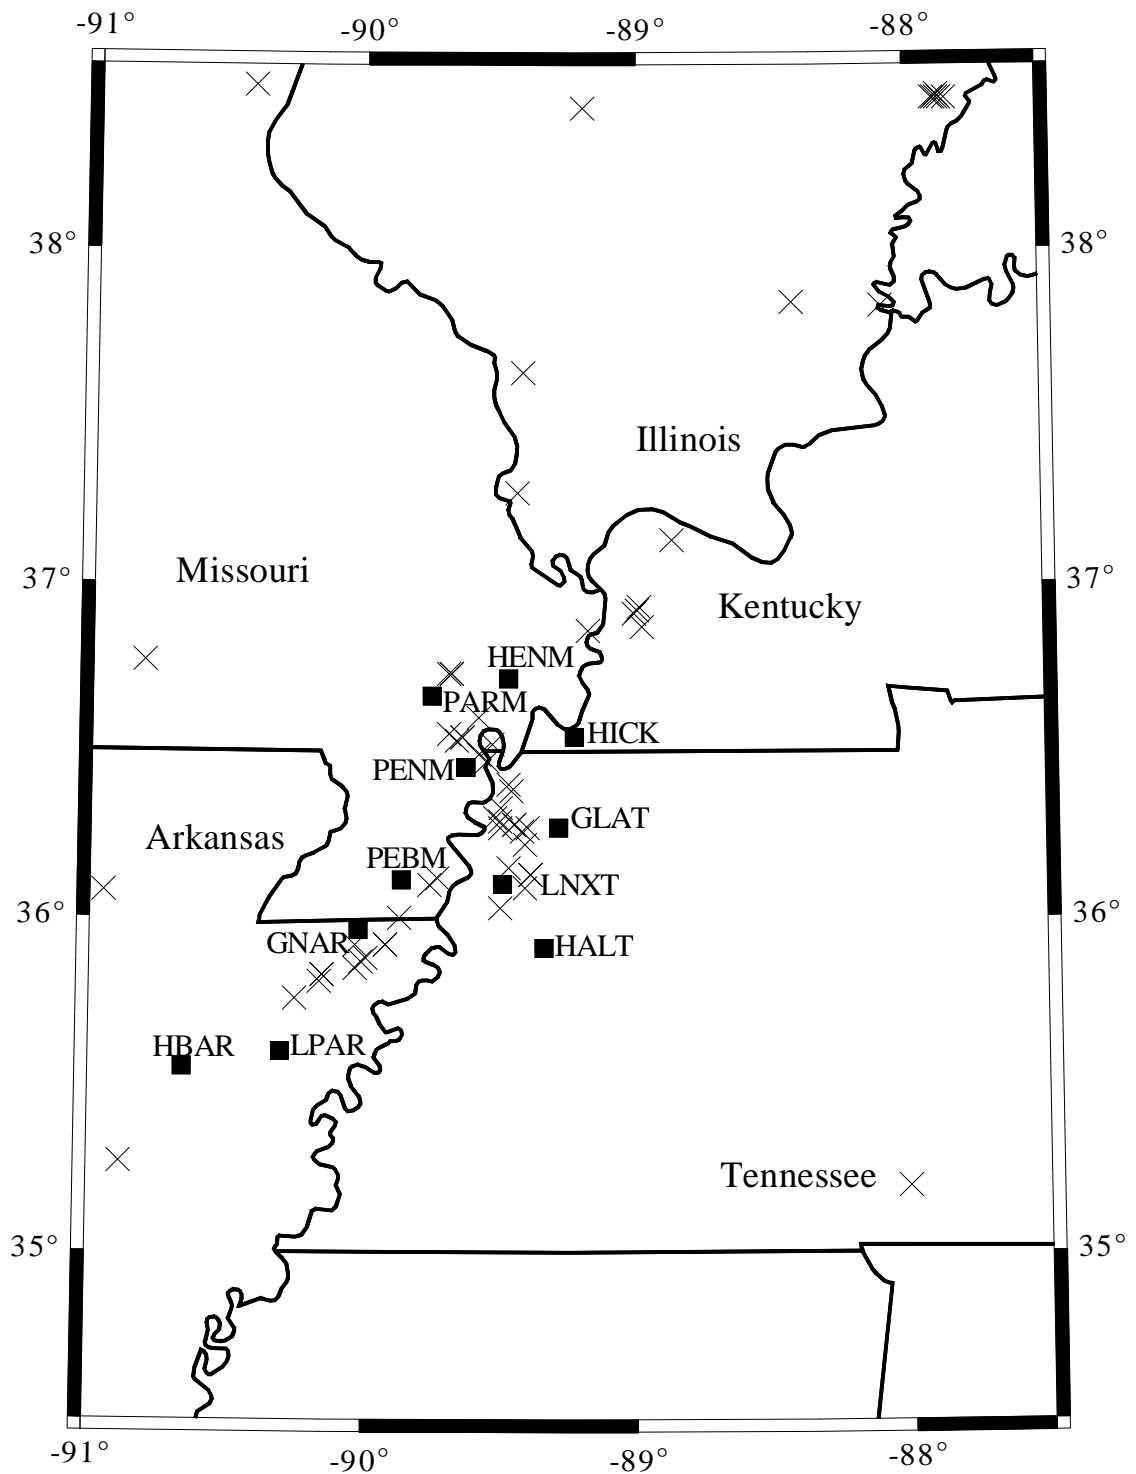 -91° -90° -89° -88°
38° 38°
Illinois
37° 37°
Missouri
Kentucky
HENM
PARM
HICK
PENM
GLAT
Arkansas
PEBM
LNXT
36° 36°
GNAR
HALT
HBAR
LPAR
Tennessee
35° 35°
-91° -90° -89° -88°